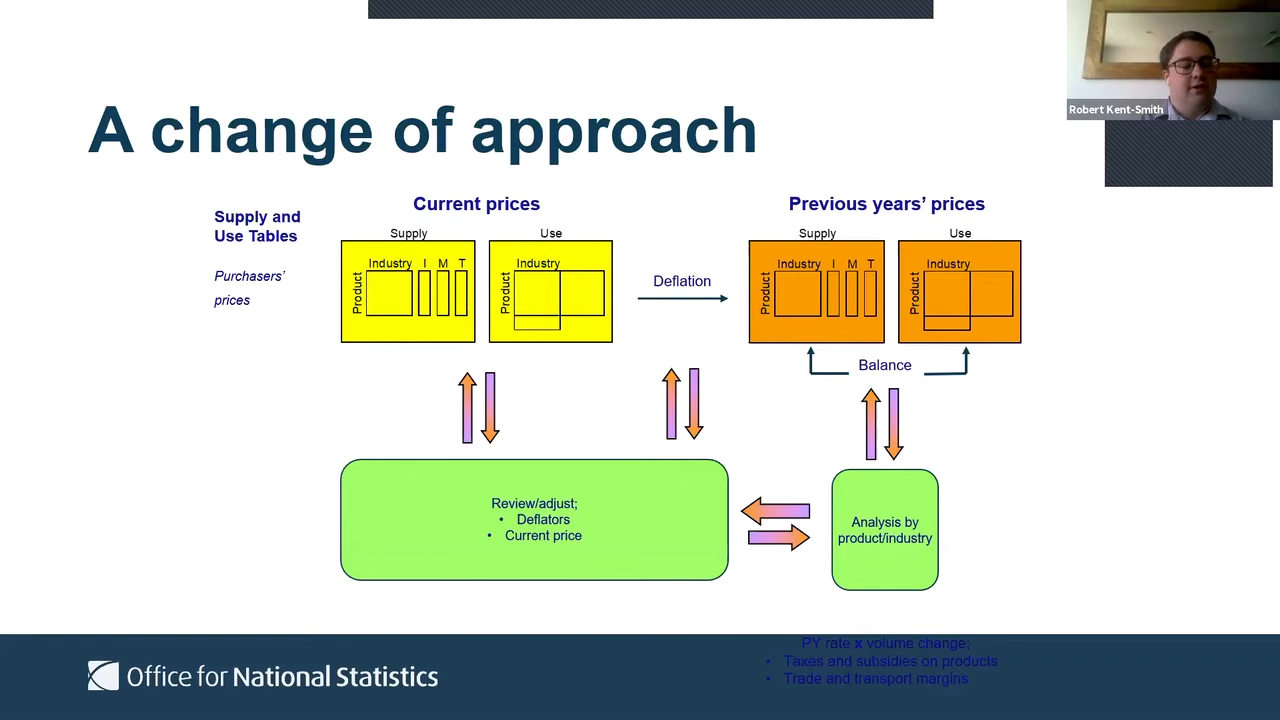 Robert Kent-Smith
A change of approach
Supply and
Use Tables
Purchasers’
prices
Current prices
Supply
Industry I M T
Product
Use
Industry
Product
Deflation
Previous years’ prices
Supply
Industry I M T
Product
Use
Industry
Product
Balance
Review/adjust;
• Deflators
• Current price
Analysis by
product/industry
PY rate x volume change;
• Taxes and subsidies on products
• Trade and transport margins
Office for National Statistics